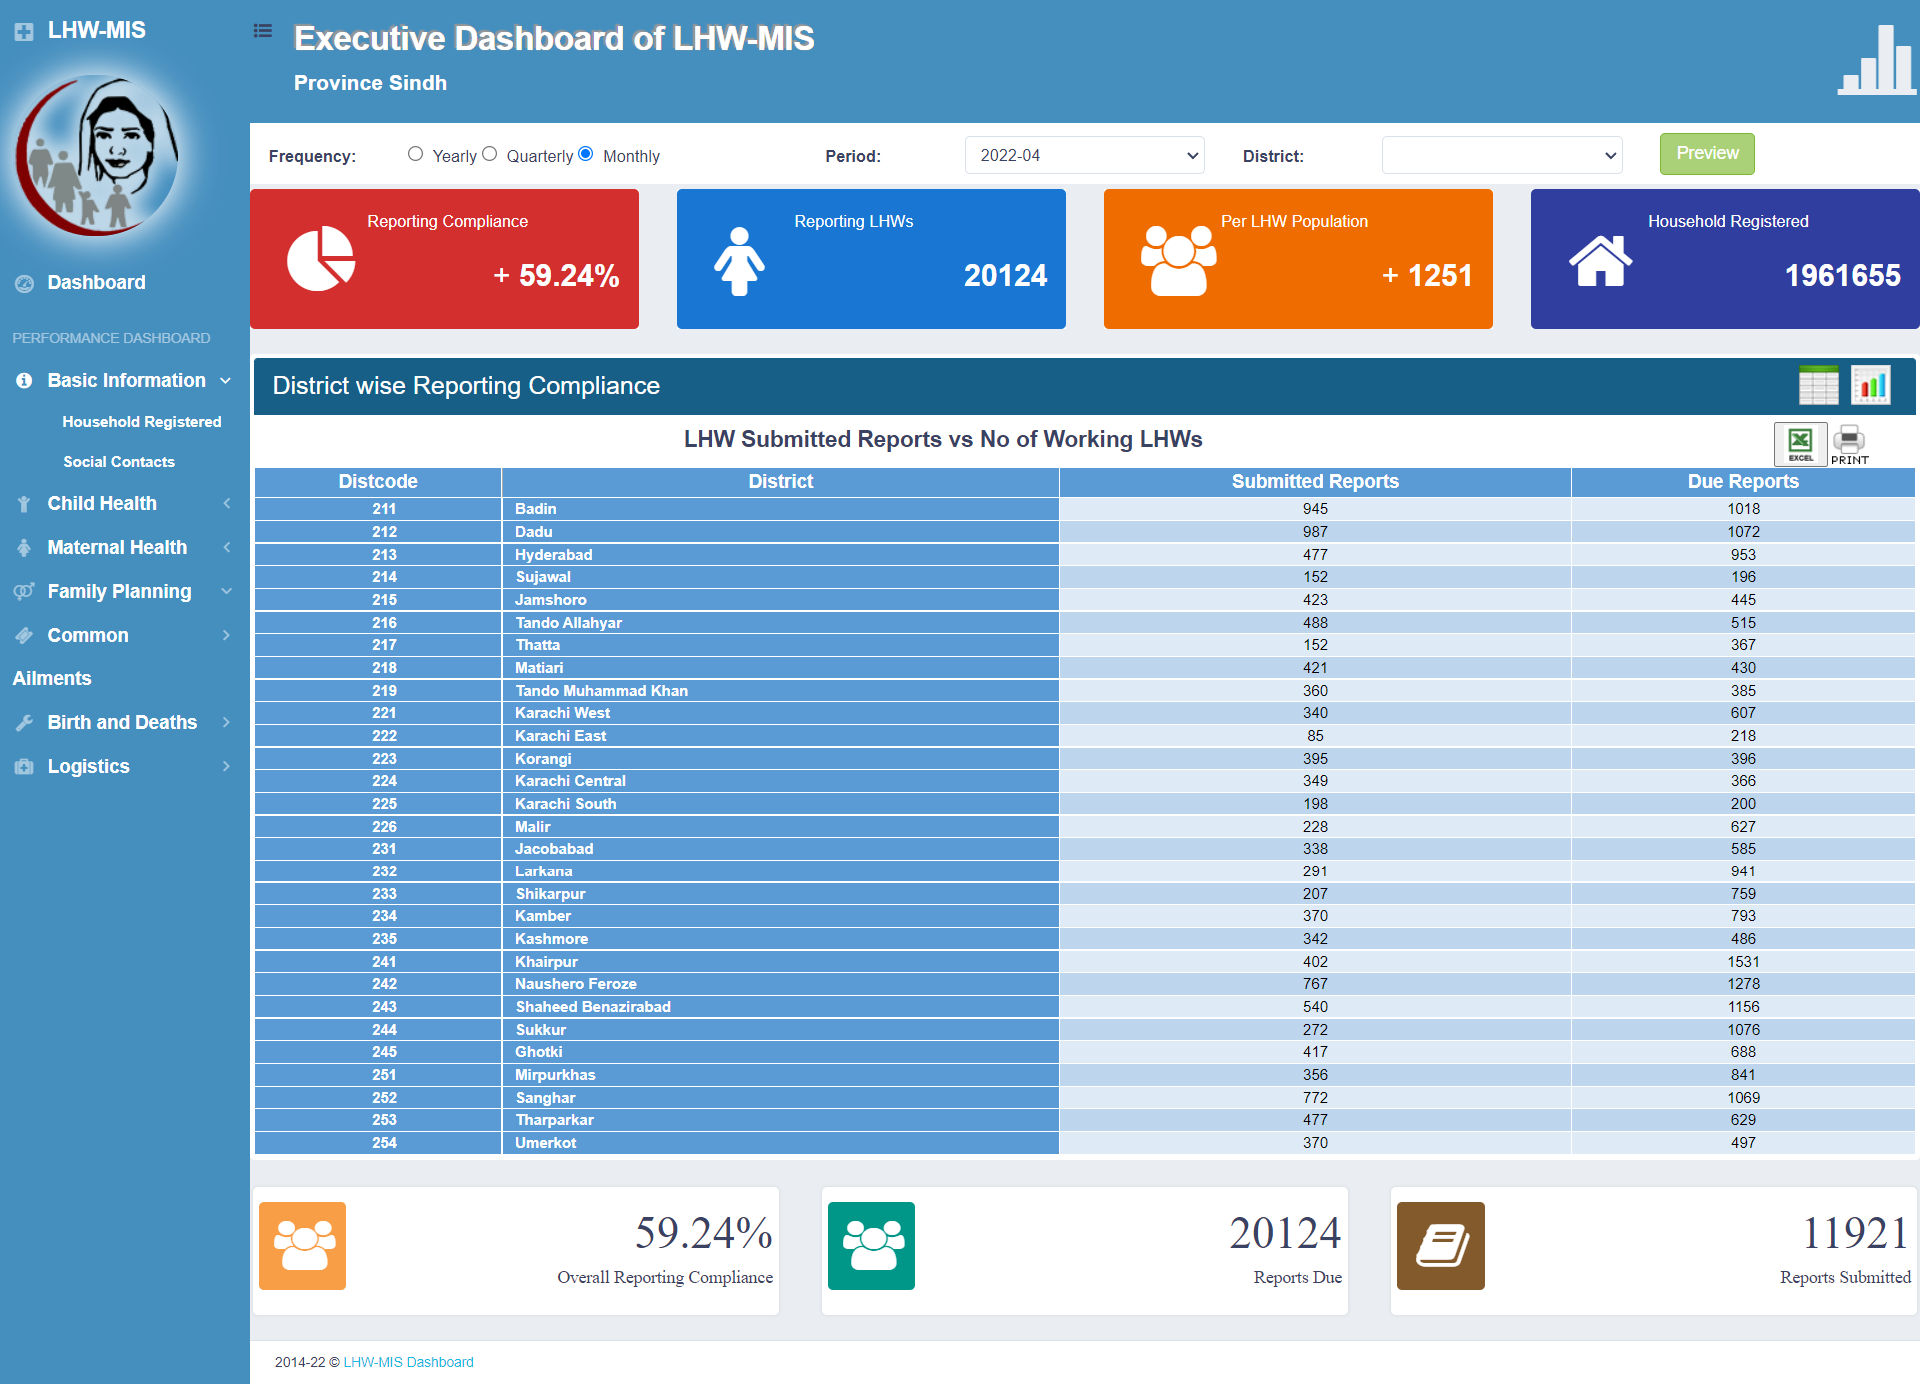 LHW-MIS
Executive Dashboard of LHW-MIS
Province Sindh
Dashboard
PERFORMANCE DASHBOARD
Basic Information
Household Registered
Social Contacts
Child Health
Maternal Health
Family Planning
Common
Ailments
Birth and Deaths
Logistics
Frequency: Yearly Quarterly Monthly Period: 2022-04 District: Preview
Reporting Compliance
+ 59.24%
Reporting LHWs
20124
Per LHW Population
+ 1251
Household Registered
1961655
District wise Reporting Compliance
LHW Submitted Reports vs No of Working LHWs
EXCEL PRINT
Distcode District Submitted Reports Due Reports
211 Badin 945 1018
212 Dadu 987 1072
213 Hyderabad 477 953
214 Sujawal 152 196
215 Jamshoro 423 445
216 Tando Allahyar 488 515
217 Thatta 152 367
218 Matiari 421 430
219 Tando Muhammad Khan 360 385
221 Karachi West 340 607
222 Karachi East 85 218
223 Korangi 395 396
224 Karachi Central 349 366
225 Karachi South 198 200
226 Malir 228 627
231 Jacobabad 338 585
232 Larkana 291 941
233 Shikarpur 207 759
234 Kamber 370 793
235 Kashmore 342 486
241 Khairpur 402 1531
242 Naushero Feroze 767 1278
243 Shaheed Benazirabad 540 1156
244 Sukkur 272 1076
245 Ghotki 417 688
251 Mirpurkhas 356 841
252 Sanghar 772 1069
253 Tharparkar 477 629
254 Umerkot 370 497
59.24%
Overall Reporting Compliance
20124
Reports Due
11921
Reports Submitted
2014-22 © LHW-MIS Dashboard